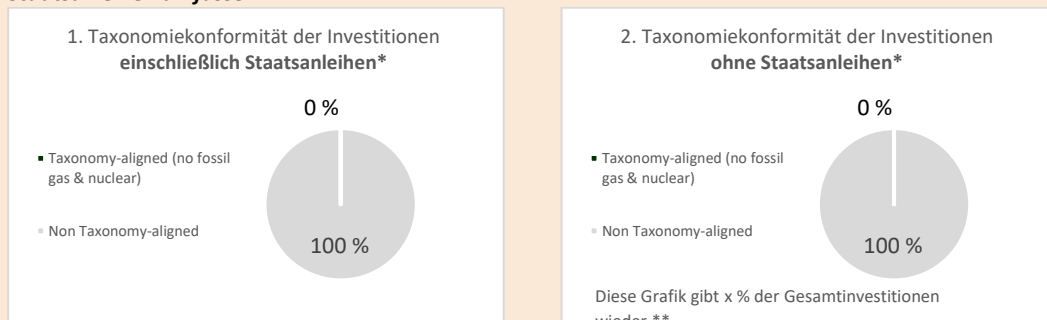 1. Taxonomiekonformität der Investitionen
einschließlich Staatsanleihen*
0 %
Taxonomy-aligned (no fossil
gas & nuclear)
Non Taxonomy-aligned
100 %
2. Taxonomiekonformität der Investitionen
ohne Staatsanleihen*
0 %
Taxonomy-aligned (no fossil
gas & nuclear)
Non Taxonomy-aligned
100 %
Diese Grafik gibt x % der Gesamtinvestitionen
wieder.**